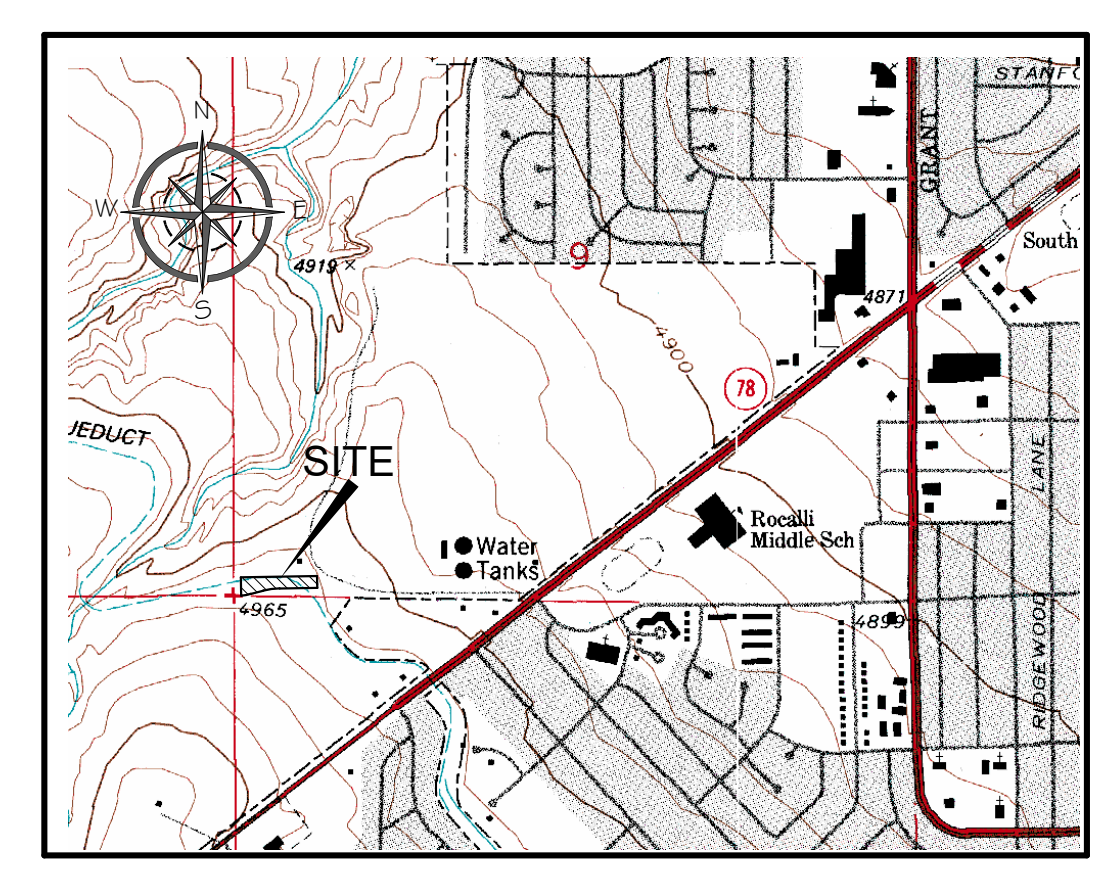 STANFO
N
GRANT
W
E
South
9
4919
S
4871
4900
78
JEDUCT
SITE
LANE
Rocalli
Middle Sch
Water
Tanks
4965
4899
RIDGEWOOD